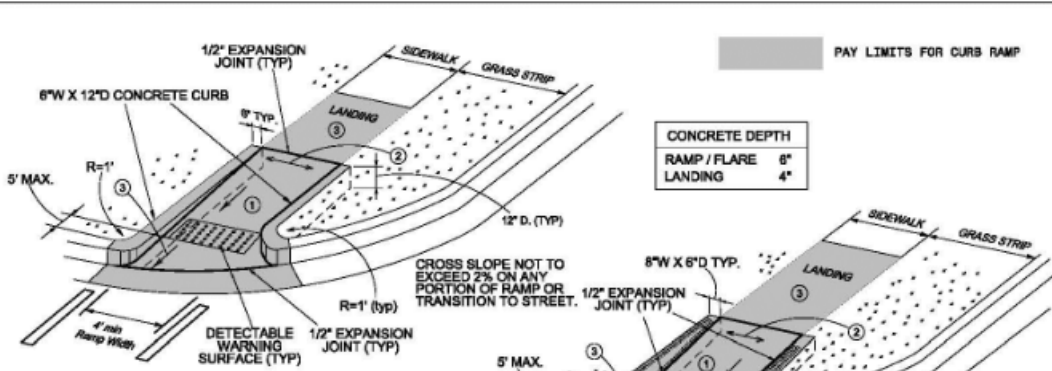 1/2" EXPANSION
JOINT (TYP)
SIDEWALK
GRASS STRIP
PAY LIMITS FOR CURB RAMP
6"W X 12"D CONCRETE CURB
6" TYP.
LANDING
3
2
CONCRETE DEPTH
RAMP / FLARE 6"
LANDING 4"
R=1'
5' MAX.
3
1
12" D. (TYP)
SIDEWALK
GRASS STRIP
CROSS SLOPE NOT TO
EXCEED 2% ON ANY
PORTION OF RAMP OR
TRANSITION TO STREET.
8"W X 6"D TYP.
LANDING
3
R=1' (typ)
1/2" EXPANSION
JOINT (TYP)
4' min
Ramp Width
DETECTABLE
WARNING
SURFACE (TYP)
1/2" EXPANSION
JOINT (TYP)
2
5' MAX.
3
1